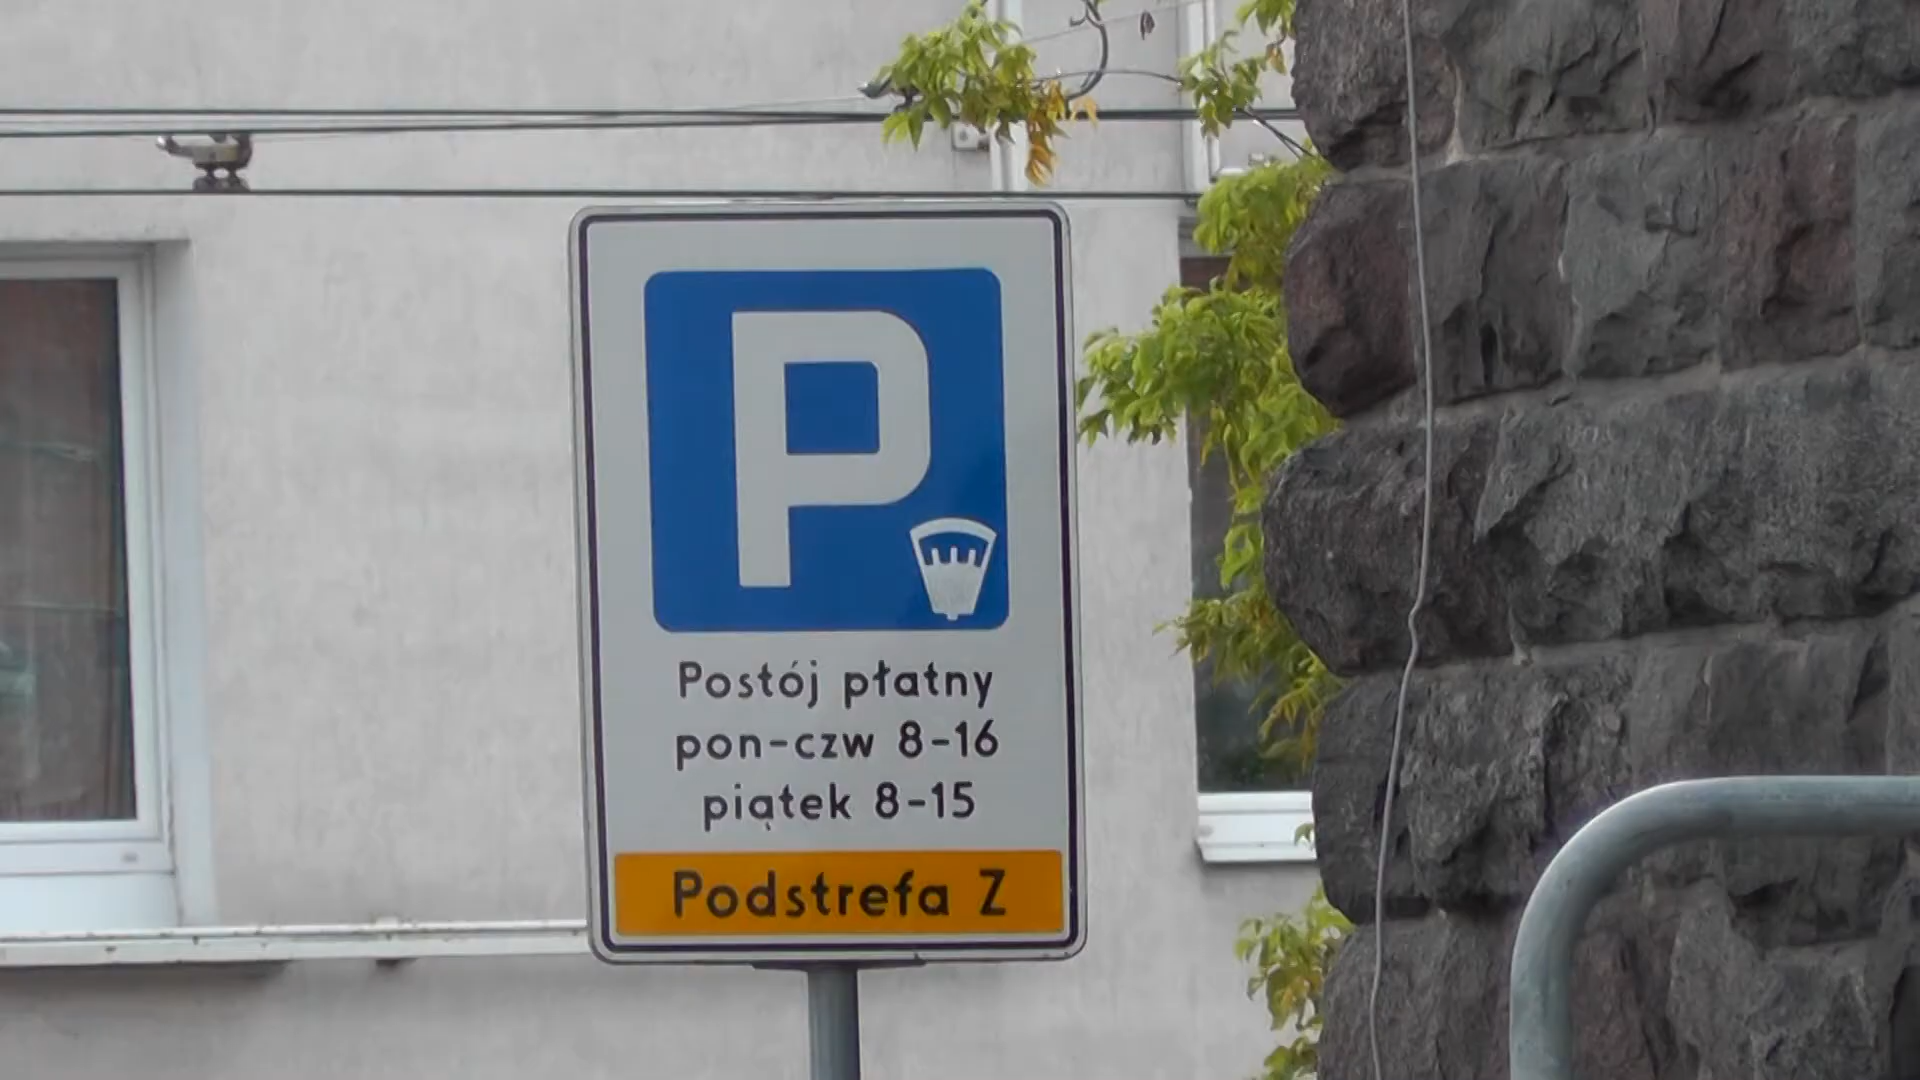 P
Postój płatny
pon-czw 8-16
piątek 8-15
Podstrefa Z